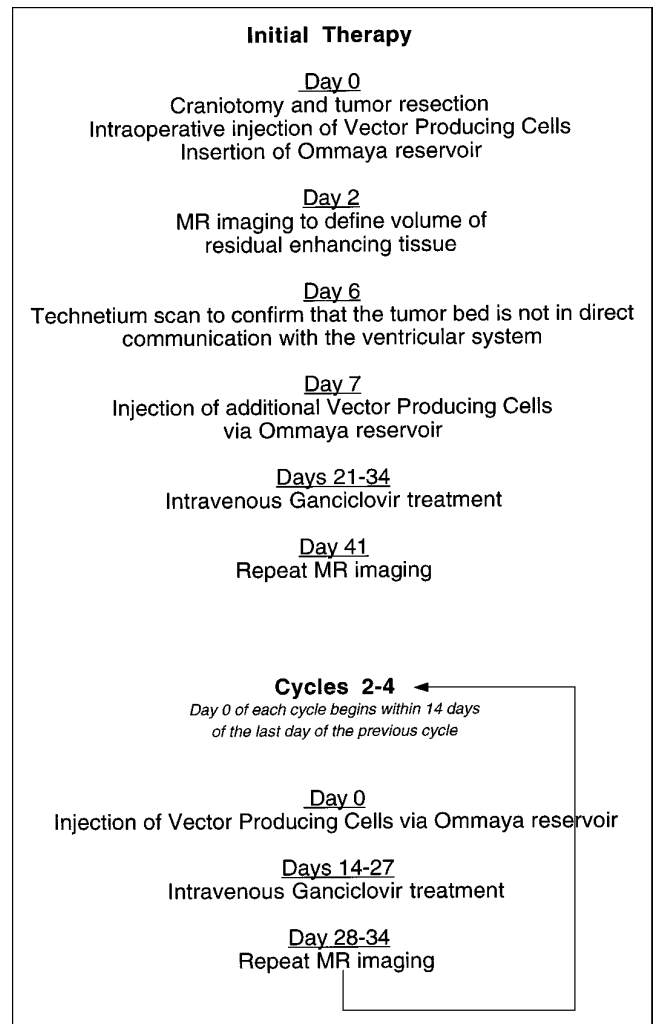 Initial Therapy
Day 0
Craniotomy and tumor resection
Intraoperative injection of Vector Producing Cells
Insertion of Ommaya reservoir
Day 2
MR imaging to define volume of
residual enhancing tissue
Day 6
Technetium scan to confirm that the tumor bed is not in direct
communication with the ventricular system
Day 7
Injection of additional Vector Producing Cells
via Ommaya reservoir
Days 21-34
Intravenous Ganciclovir treatment
Day 41
Repeat MR imaging
Cycles 2-4
Day 0 of each cycle begins within 14 days
of the last day of the previous cycle
Day 0
Injection of Vector Producing Cells via Ommaya reservoir
Days 14-27
Intravenous Ganciclovir treatment
Day 28-34
Repeat MR imaging